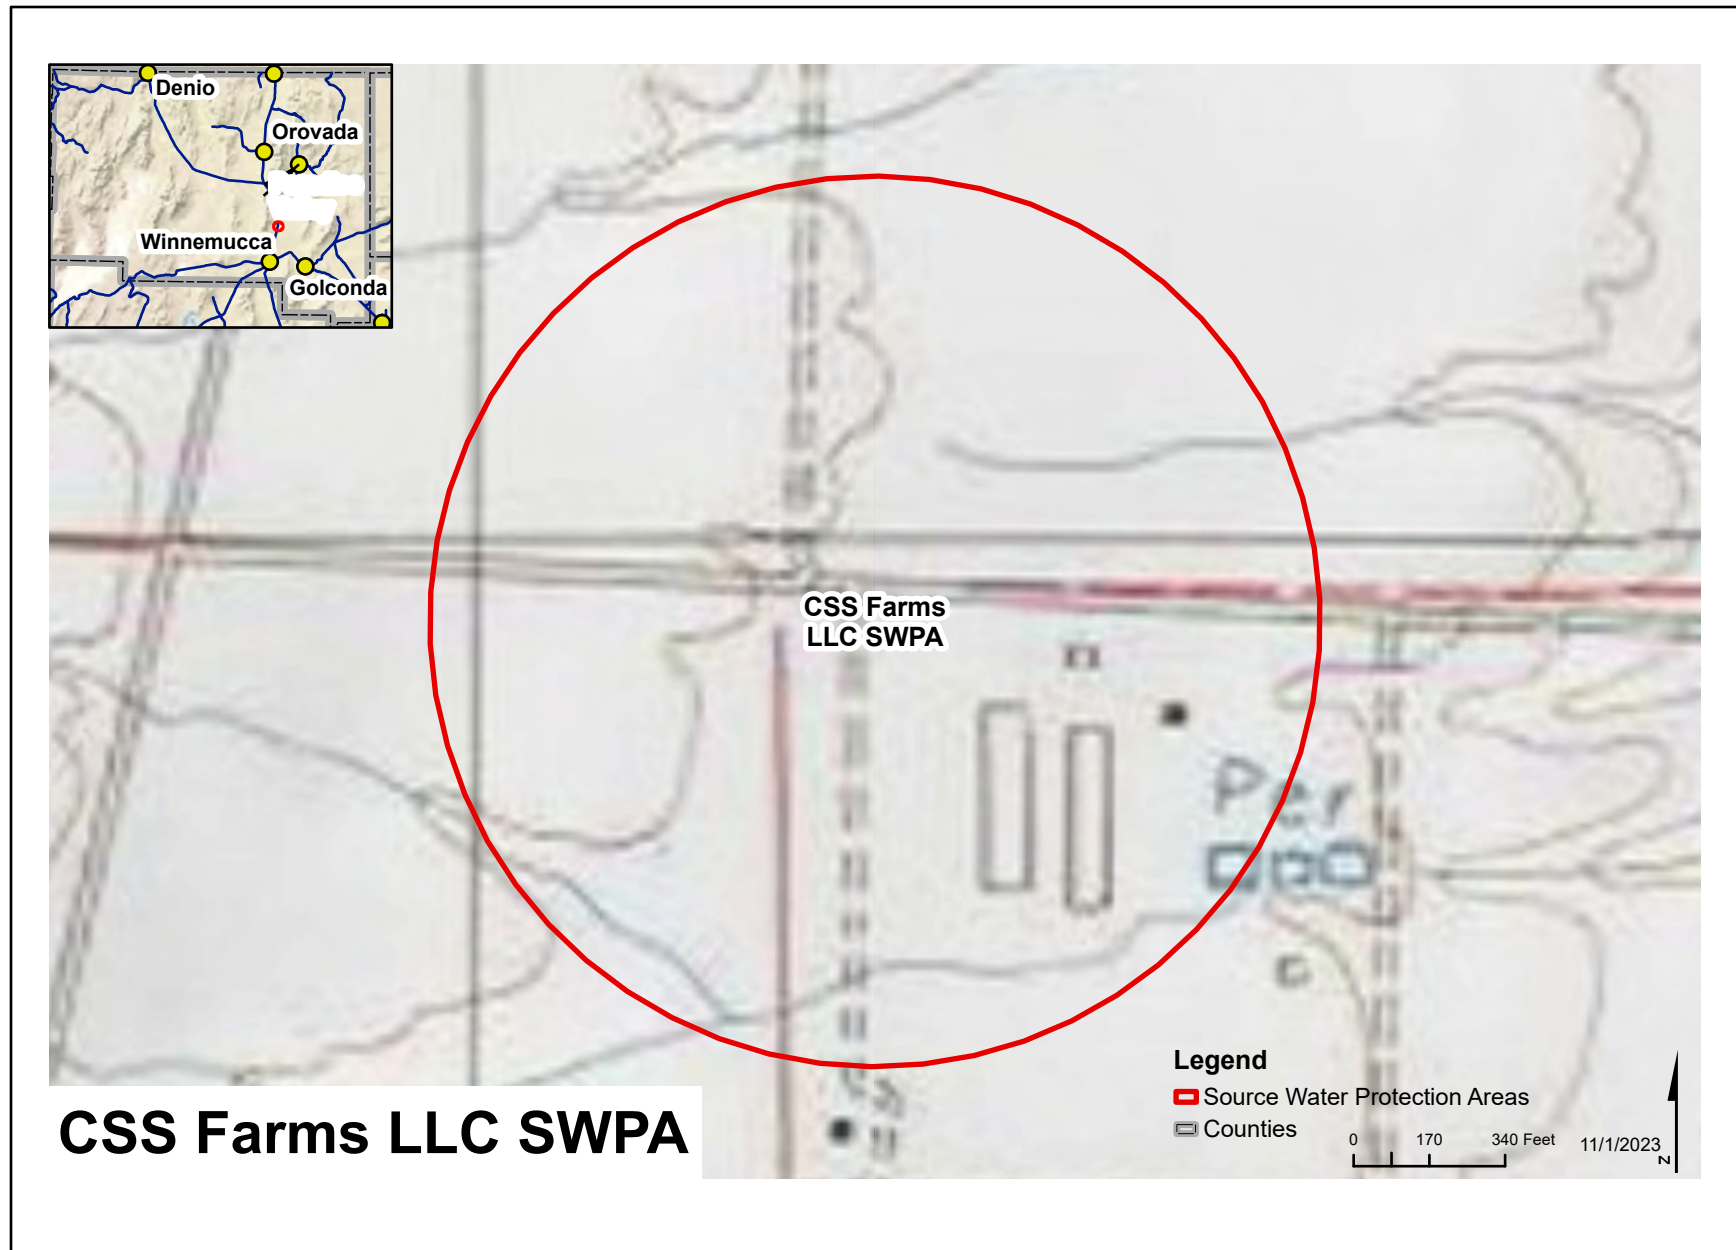 Denio
Orovada
Winnemucca
Golconda
CSS Farms
LLC SWPA
Per
Legend
Source Water Protection Areas
Counties
0 170 340 Feet
11/1/2023
N
CSS Farms LLC SWPA